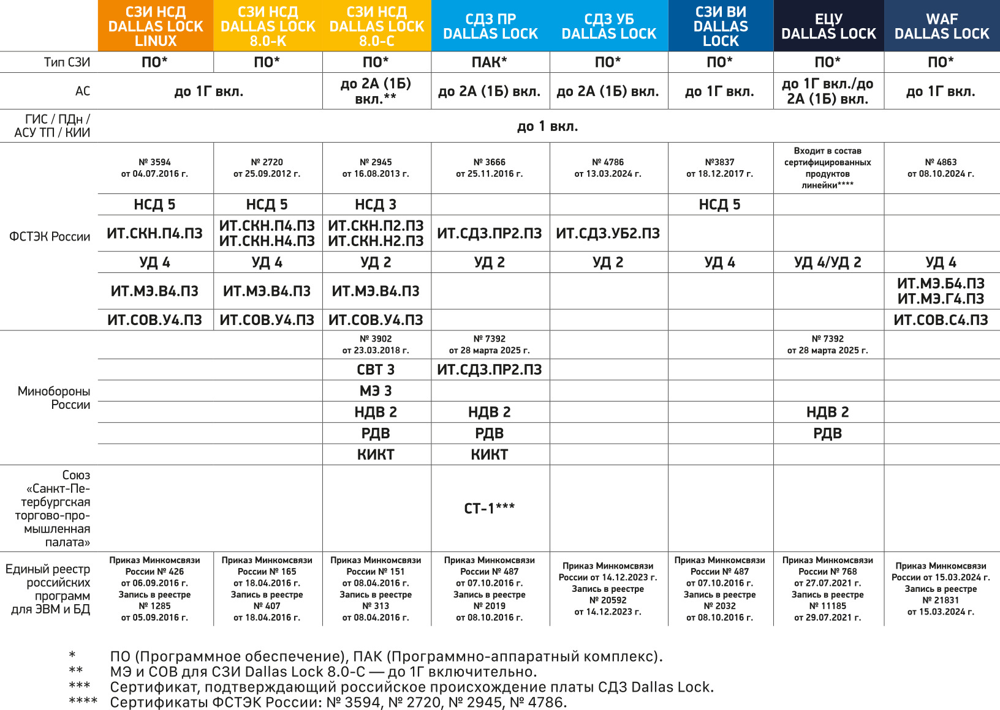 СЗИ НСД
DALLAS LOCK
LINUX
СЗИ НСД
DALLAS LOCK
8.0-К
СЗИ НСД
DALLAS LOCK
8.0-С
СДЗ ПР
DALLAS LOCK
СДЗ УБ
DALLAS LOCK
СЗИ ВИ
DALLAS
LOCK
ЕЦУ
DALLAS LOCK
WAF
DALLAS LOCK
Тип СЗИ
ПО*
ПО*
ПО*
ПАК*
ПО*
ПО*
ПО*
ПО*
АС
до 1Г вкл.
до 2А (1Б)
вкл.**
до 2А (1Б) вкл.
до 2А (1Б) вкл.
до 1Г вкл.
до 1Г вкл./до
2А (1Б) вкл.
до 1Г вкл.
ГИС / ПДн /
АСУ ТП / КИИ
до 1 вкл.
ФСТЭК России
№ 3594
от 04.07.2016 г.
№ 2720
от 25.09.2012 г.
№ 2945
от 16.08.2013 г.
№ 3666
от 25.11.2016 г.
№ 4786
от 13.03.2024 г.
№3837
от 18.12.2017 г.
Входит в состав
сертифицированных
продуктов
линейки****
№ 4863
от 08.10.2024 г.
НСД 5
НСД 5
НСД 3
НСД 5
ИТ.СКН.П4.ПЗ
ИТ.СКН.П4.ПЗ
ИТ.СКН.Н4.ПЗ
ИТ.СКН.П2.ПЗ
ИТ.СКН.Н2.ПЗ
ИТ.СДЗ.ПР2.ПЗ
ИТ.СДЗ.УБ2.ПЗ
УД 4
УД 4
УД 2
УД 2
УД 2
УД 4
УД 4/УД 2
УД 4
ИТ.МЭ.В4.ПЗ
ИТ.МЭ.В4.ПЗ
ИТ.МЭ.В4.ПЗ
ИТ.МЭ.Б4.ПЗ
ИТ.МЭ.Г4.ПЗ
ИТ.СОВ.У4.ПЗ
ИТ.СОВ.У4.ПЗ
ИТ.СОВ.У4.ПЗ
ИТ.СОВ.С4.ПЗ
Минобороны
России
№ 3902
от 23.03.2018 г.
№ 7392
от 28 марта 2025 г.
№ 7392
от 28 марта 2025 г.
СВТ 3
ИТ.СДЗ.ПР2.ПЗ
МЭ 3
НДВ 2
НДВ 2
НДВ 2
РДВ
РДВ
РДВ
КИКТ
КИКТ
Союз
«Санкт-Пе-
тербургская
торгово-про-
мышленная
палата»
СТ-1***
Единый реестр
российских
программ
для ЭВМ и БД
Приказ Минкомсвязи
России № 426
от 06.09.2016 г.
Запись в реестре
№ 1285
от 05.09.2016 г.
Приказ Минкомсвязи
России № 165
от 18.04.2016 г.
Запись в реестре
№ 407
от 18.04.2016 г.
Приказ Минкомсвязи
России № 151
от 08.04.2016 г.
Запись в реестре
№ 313
от 08.04.2016 г.
Приказ Минкомсвязи
России № 487
от 07.10.2016 г.
Запись в реестре
№ 2019
от 08.10.2016 г.
Приказ Минкомсвязи
России от 14.12.2023 г.
Запись в реестре
№ 20592
от 14.12.2023 г.
Приказ Минкомсвязи
России № 487
от 07.10.2016 г.
Запись в реестре
№ 2032
от 08.10.2016 г.
Приказ Минкомсвязи
России № 768
от 27.07.2021 г.
Запись в реестре
№ 11185
от 29.07.2021 г.
Приказ Минкомсвязи
России от 15.03.2024 г.
Запись в реестре
№ 21831
от 15.03.2024 г.
* ПО (Программное обеспечение), ПАК (Программно-аппаратный комплекс).
** МЭ и СОВ для СЗИ Dallas Lock 8.0-С — до 1Г включительно.
*** Сертификат, подтверждающий российское происхождение платы СДЗ Dallas Lock.
**** Сертификаты ФСТЭК России: № 3594, № 2720, № 2945, № 4786.